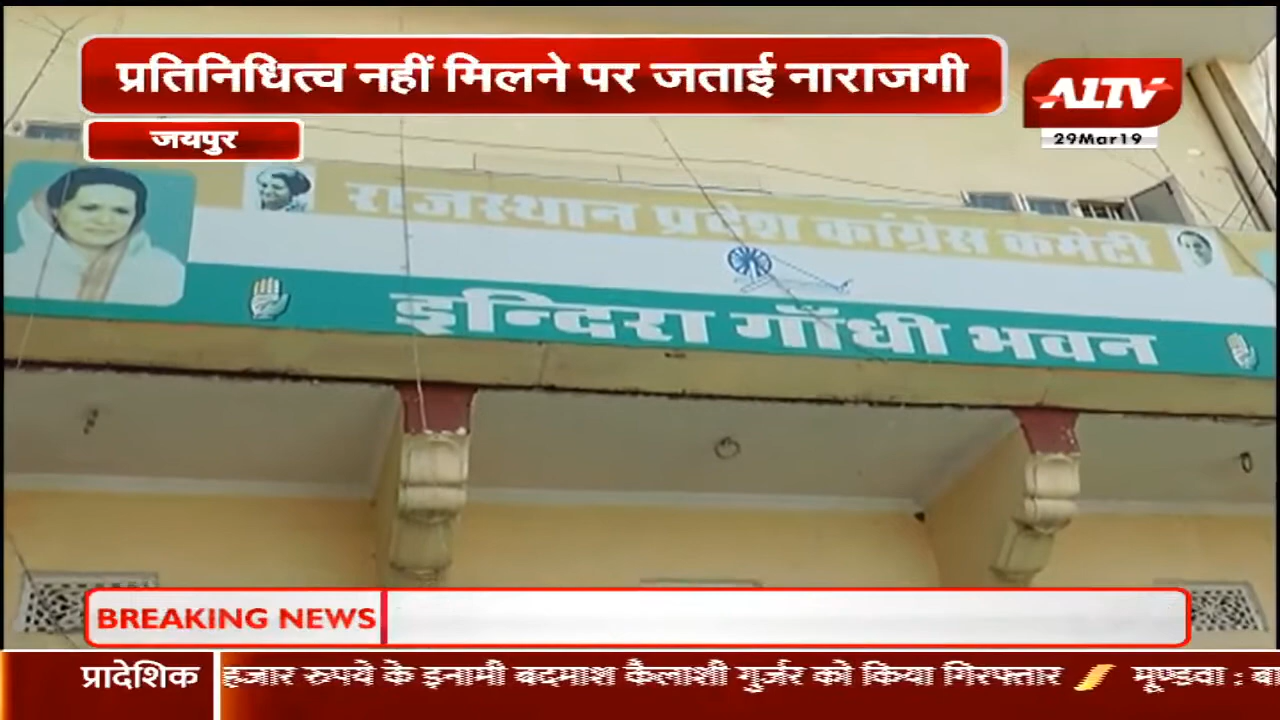 प्रतिनिधित्व नहीं मिलने पर जताई नाराजगी
ALTV
29Mar19
जयपुर
राजस्थान प्रदेश कांग्रेस कमेटी
इन्दिरा गाँधी भवन
BREAKING NEWS
प्रादेशिक
हजार रुपये के इनामी बदमाश कैलाशी गुर्जर को किया गिरफ्तार
मूण्डवा : बा